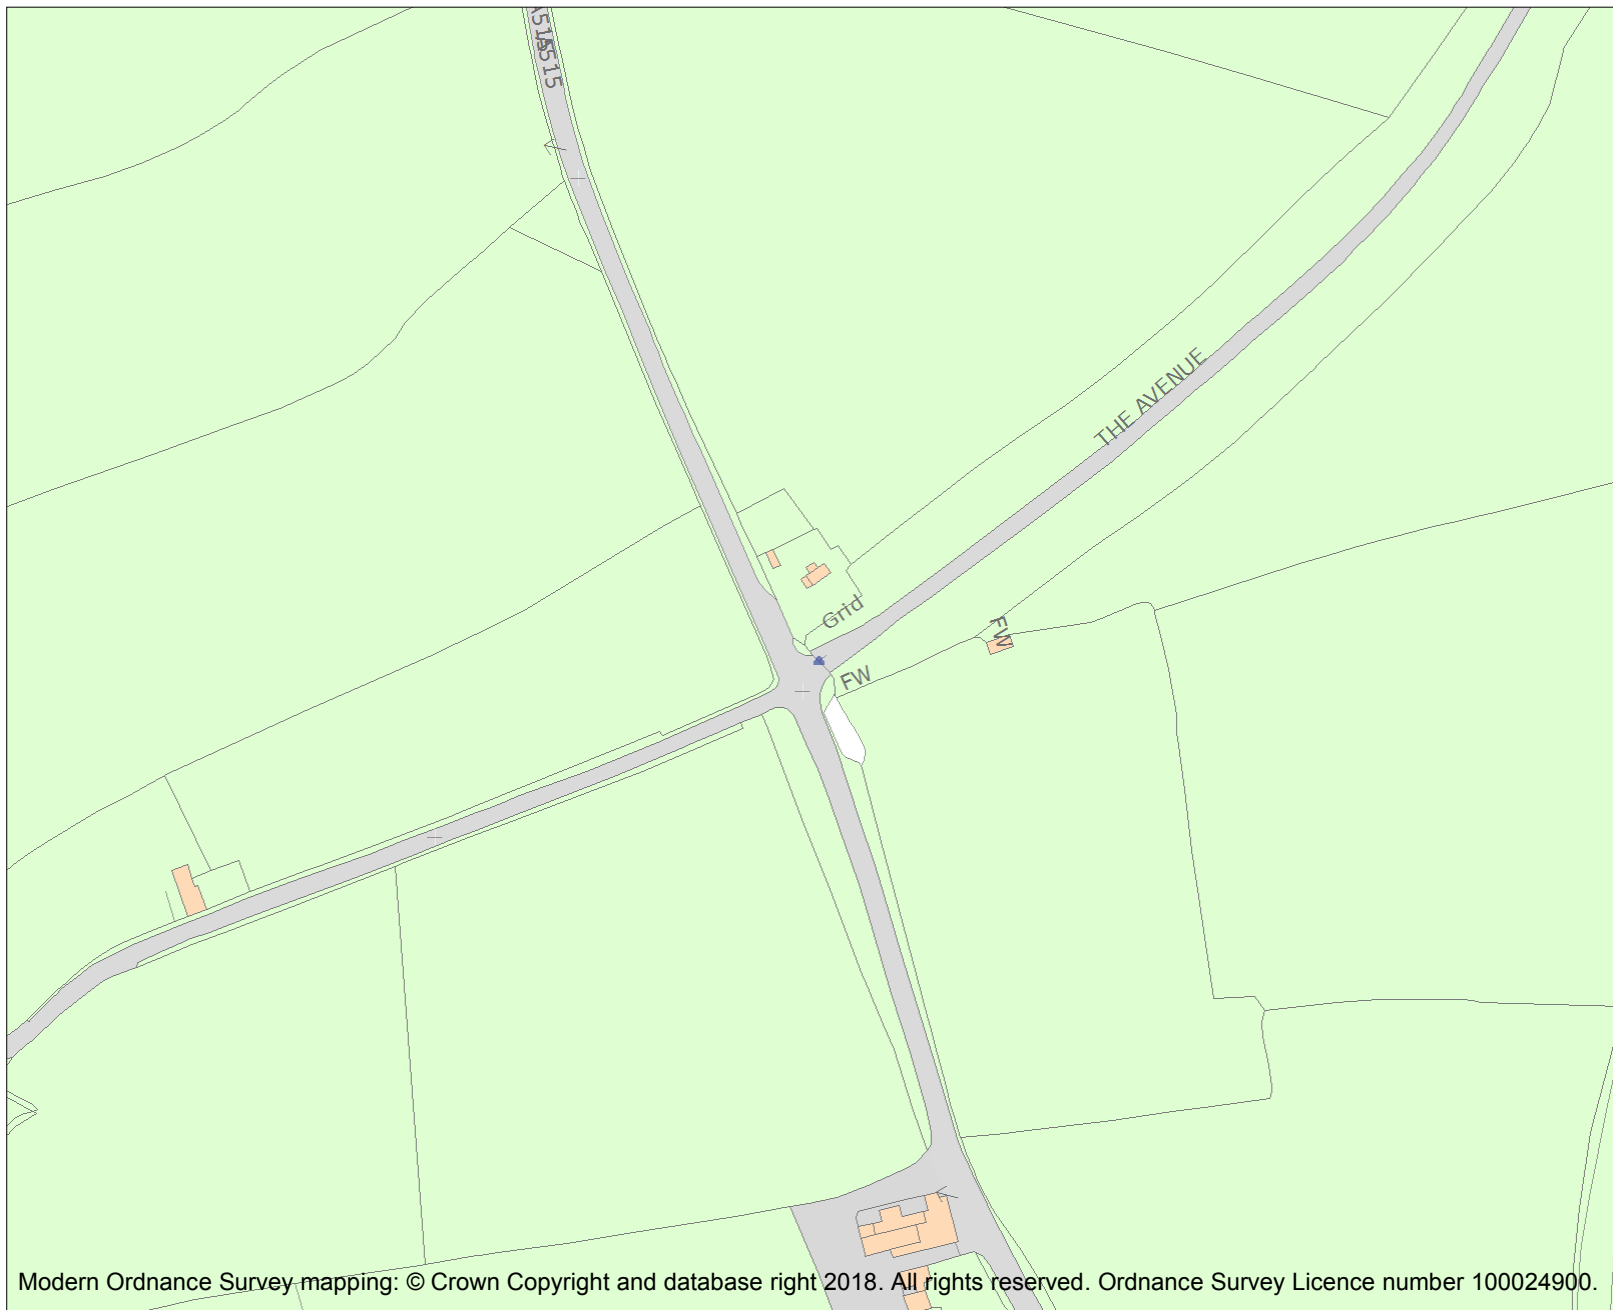 A515
A515
THE AVENUE
Grid
FW
FW
Modern Ordnance Survey mapping: © Crown Copyright and database right 2018. All rights reserved. Ordnance Survey Licence number 100024900.